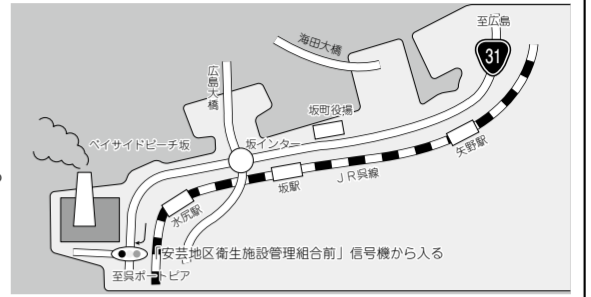 至広島
31
海田大橋
広島大橋
坂町役場
ベイサイドビーチ坂
坂インター
矢野駅
JR呉線
坂駅
水尻駅
「安芸地区衛生施設管理組合前」信号機から入る
至呉ポートピア